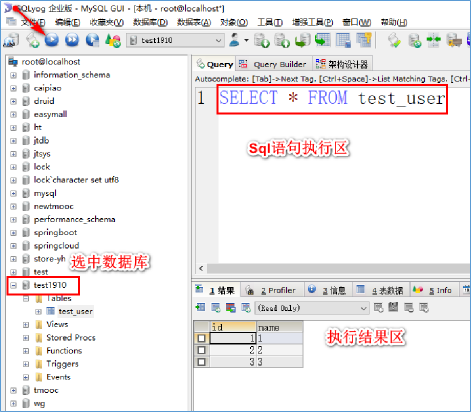 SQLyog 企业版 - MySQL GUI - [本机 - root@localhost*]
文件(F) 编辑(E) 收藏夹(A) 数据库(D) 数据表(A) 对象(O) 工具(T) 增强工具(P) 窗口(W) 帮助(H)
test1910
root@localhost
information_schema
caipiao
druid
easymall
ht
jtdb
jtsys
lock
lock`character set utf8
mysql
newtmooc
performance_schema
springboot
springcloud
store-yh
test
选中数据库
test1910
Tables
test_user
Views
Stored Procs
Functions
Triggers
Events
tmooc
wg
Query Query Builder 架构设计器
Autocomplete: [Tab]->Next Tag. [Ctrl+Space]->List Matching Tags. [Ctrl+
1 SELECT * FROM test_user
Sql语句执行区
1 结果 2 Profiler 3 信息 4 表数据 5 Info
(Read Only)
id name
1 1
2 2
3 3
执行结果区